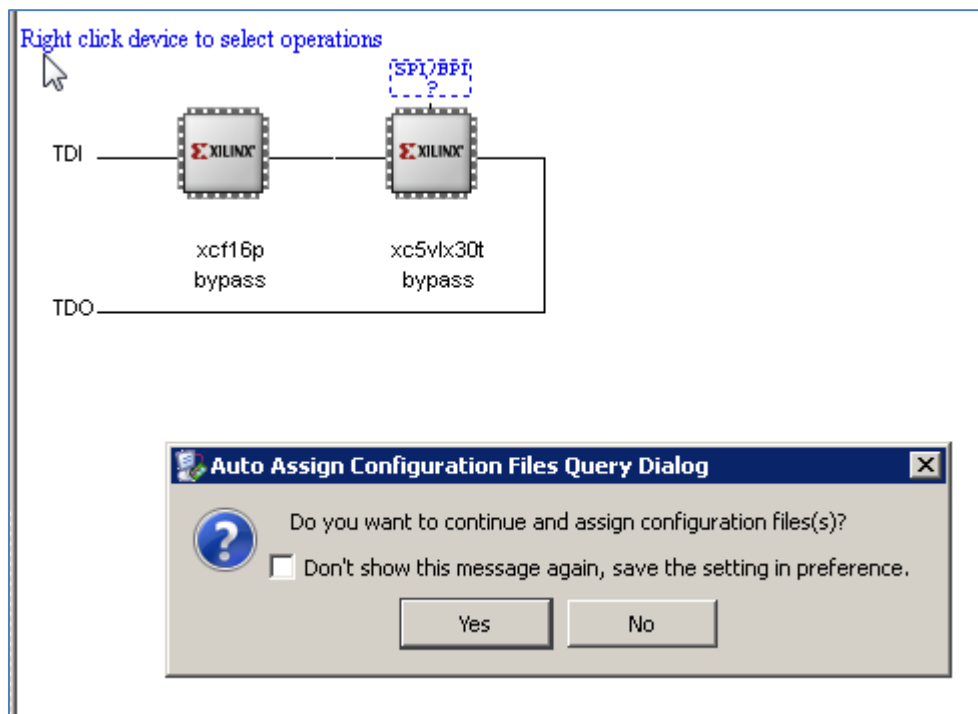 Right click device to select operations
SPI/BPI
?
TDI
XILINX
XILINX
xcf16p
bypass
xc5vlx30t
bypass
TDO
Auto Assign Configuration Files Query Dialog
Do you want to continue and assign configuration files(s)?
Don't show this message again, save the setting in preference.
Yes
No